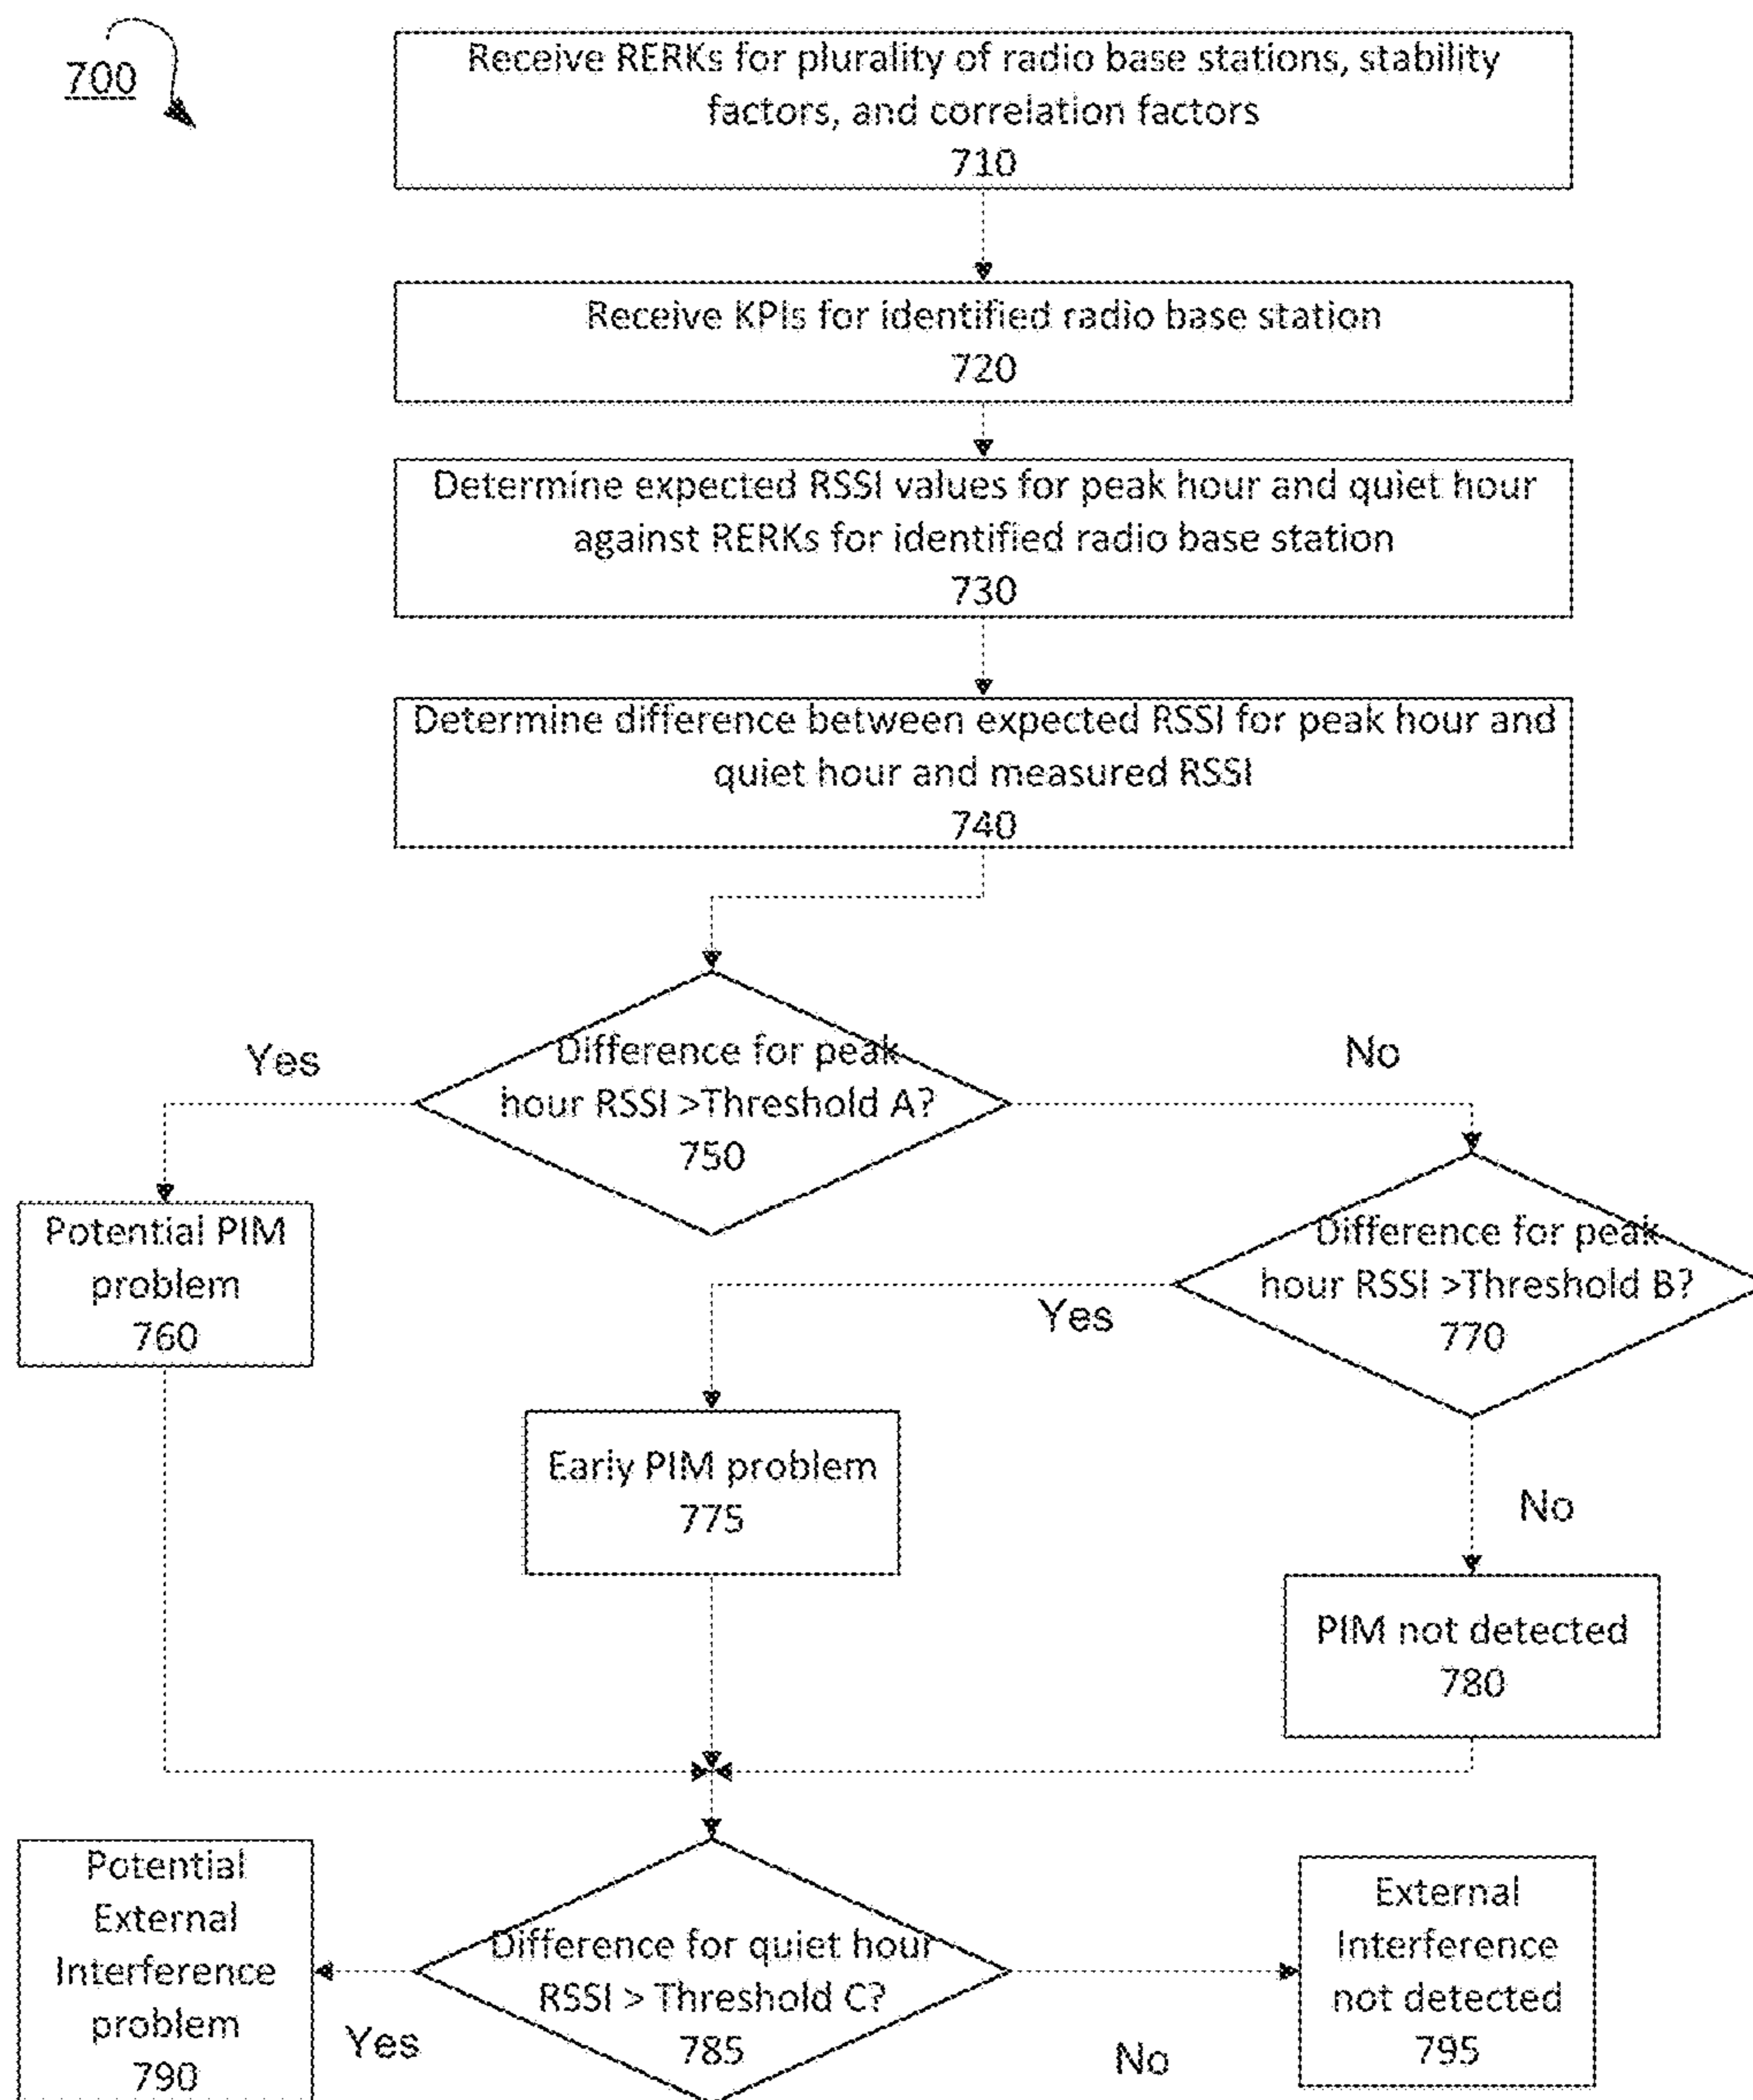 700
Receive RERKs for plurality of radio base stations, stability
factors, and correlation factors
710
Receive KPIs for identified radio base station
720
Determine expected RSSI values for peak hour and quiet hour
against RERKs for identified radio base station
730
Determine difference between expected RSSI for peak hour and
quiet hour and measured RSSI
740
Difference for peak
hour RSSI >Threshold A?
750
Yes
No
Potential PIM
problem
760
Difference for peak
hour RSSI >Threshold B?
770
Yes
No
Early PIM problem
775
PIM not detected
780
Difference for quiet hour
RSSI > Threshold C?
785
Yes
No
Potential
External
Interference
problem
790
External
Interference
not detected
795